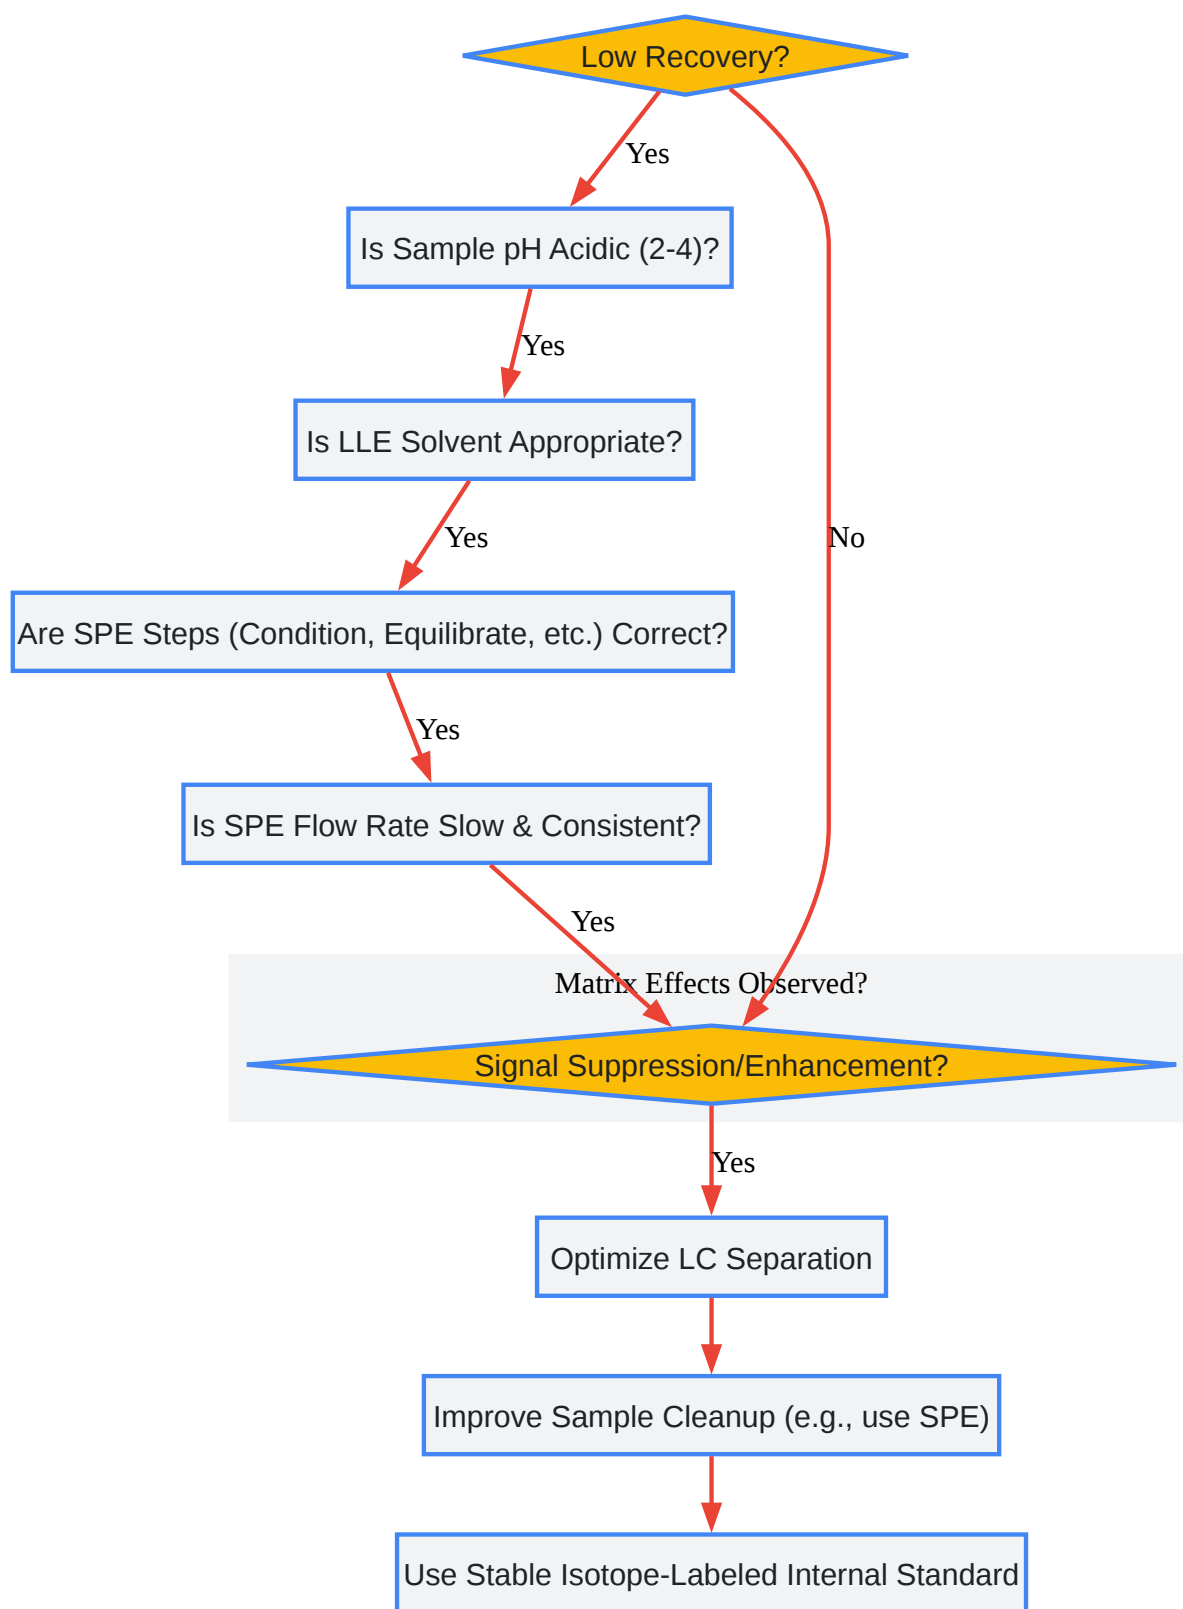 Low Recovery?
Yes
Is Sample pH Acidic (2-4)?
Yes
Is LLE Solvent Appropriate?
Yes
No
Are SPE Steps (Condition, Equilibrate, etc.) Correct?
Yes
Is SPE Flow Rate Slow & Consistent?
Yes
Matrix Effects Observed?
Signal Suppression/Enhancement?
Yes
Optimize LC Separation
Improve Sample Cleanup (e.g., use SPE)
Use Stable Isotope-Labeled Internal Standard